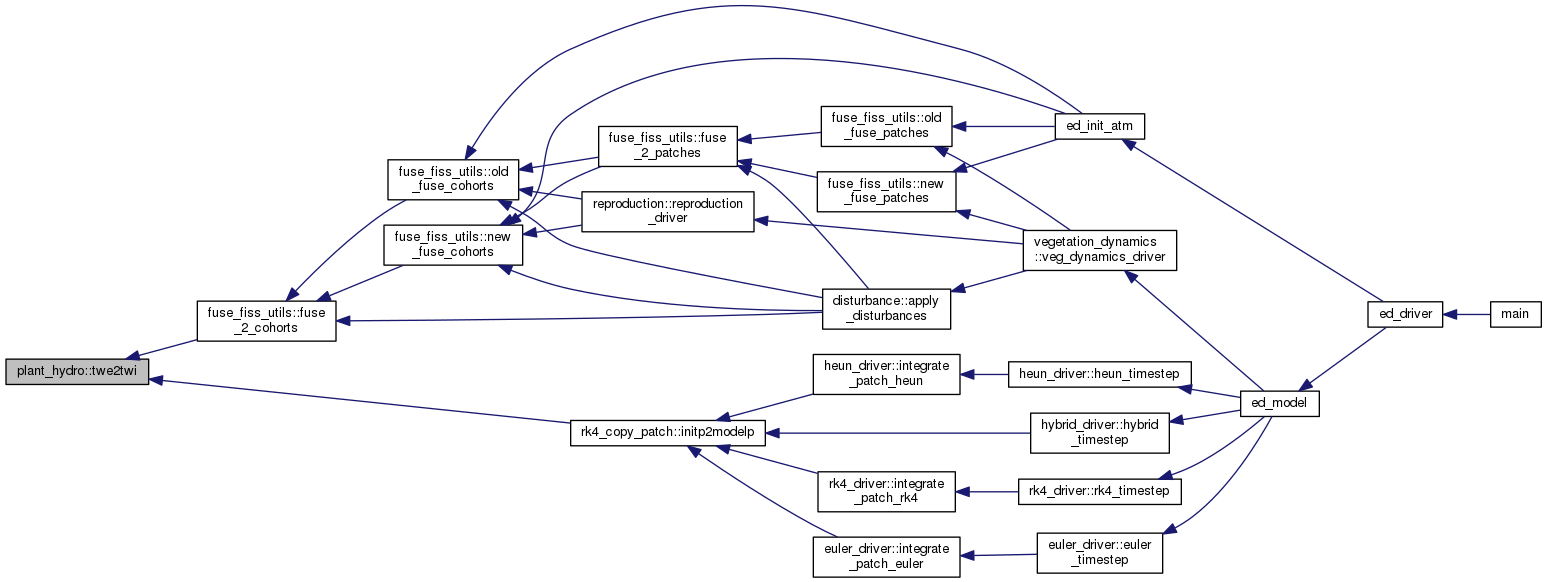 plant_hydro::twe2twi
fuse_fiss_utils::fuse
_2_cohorts
fuse_fiss_utils::old
_fuse_cohorts
fuse_fiss_utils::new
_fuse_cohorts
fuse_fiss_utils::fuse
_2_patches
reproduction::reproduction
_driver
fuse_fiss_utils::old
_fuse_patches
fuse_fiss_utils::new
_fuse_patches
disturbance::apply
_disturbances
ed_init_atm
vegetation_dynamics
::veg_dynamics_driver
ed_driver
main
rk4_copy_patch::initp2modelp
heun_driver::integrate
_patch_heun
heun_driver::heun_timestep
hybrid_driver::hybrid
_timestep
rk4_driver::integrate
_patch_rk4
rk4_driver::rk4_timestep
euler_driver::integrate
_patch_euler
euler_driver::euler
_timestep
ed_model